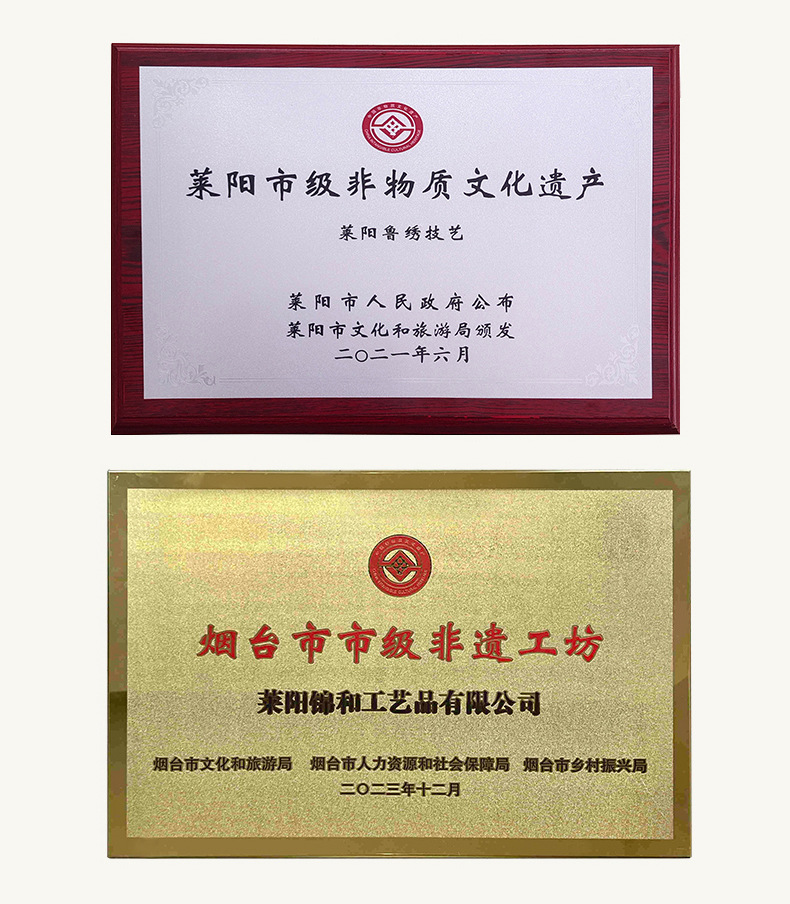 莱阳市级非物质文化遗产
莱阳鲁绣技艺
莱阳市人民政府公布
莱阳市文化和旅游局颁发
二〇二一年六月
烟台市市级非遗工坊
莱阳锦和工艺品有限公司
烟台市文化和旅游局 烟台市人力资源和社会保障局 烟台市乡村振兴局
二〇二三年十二月